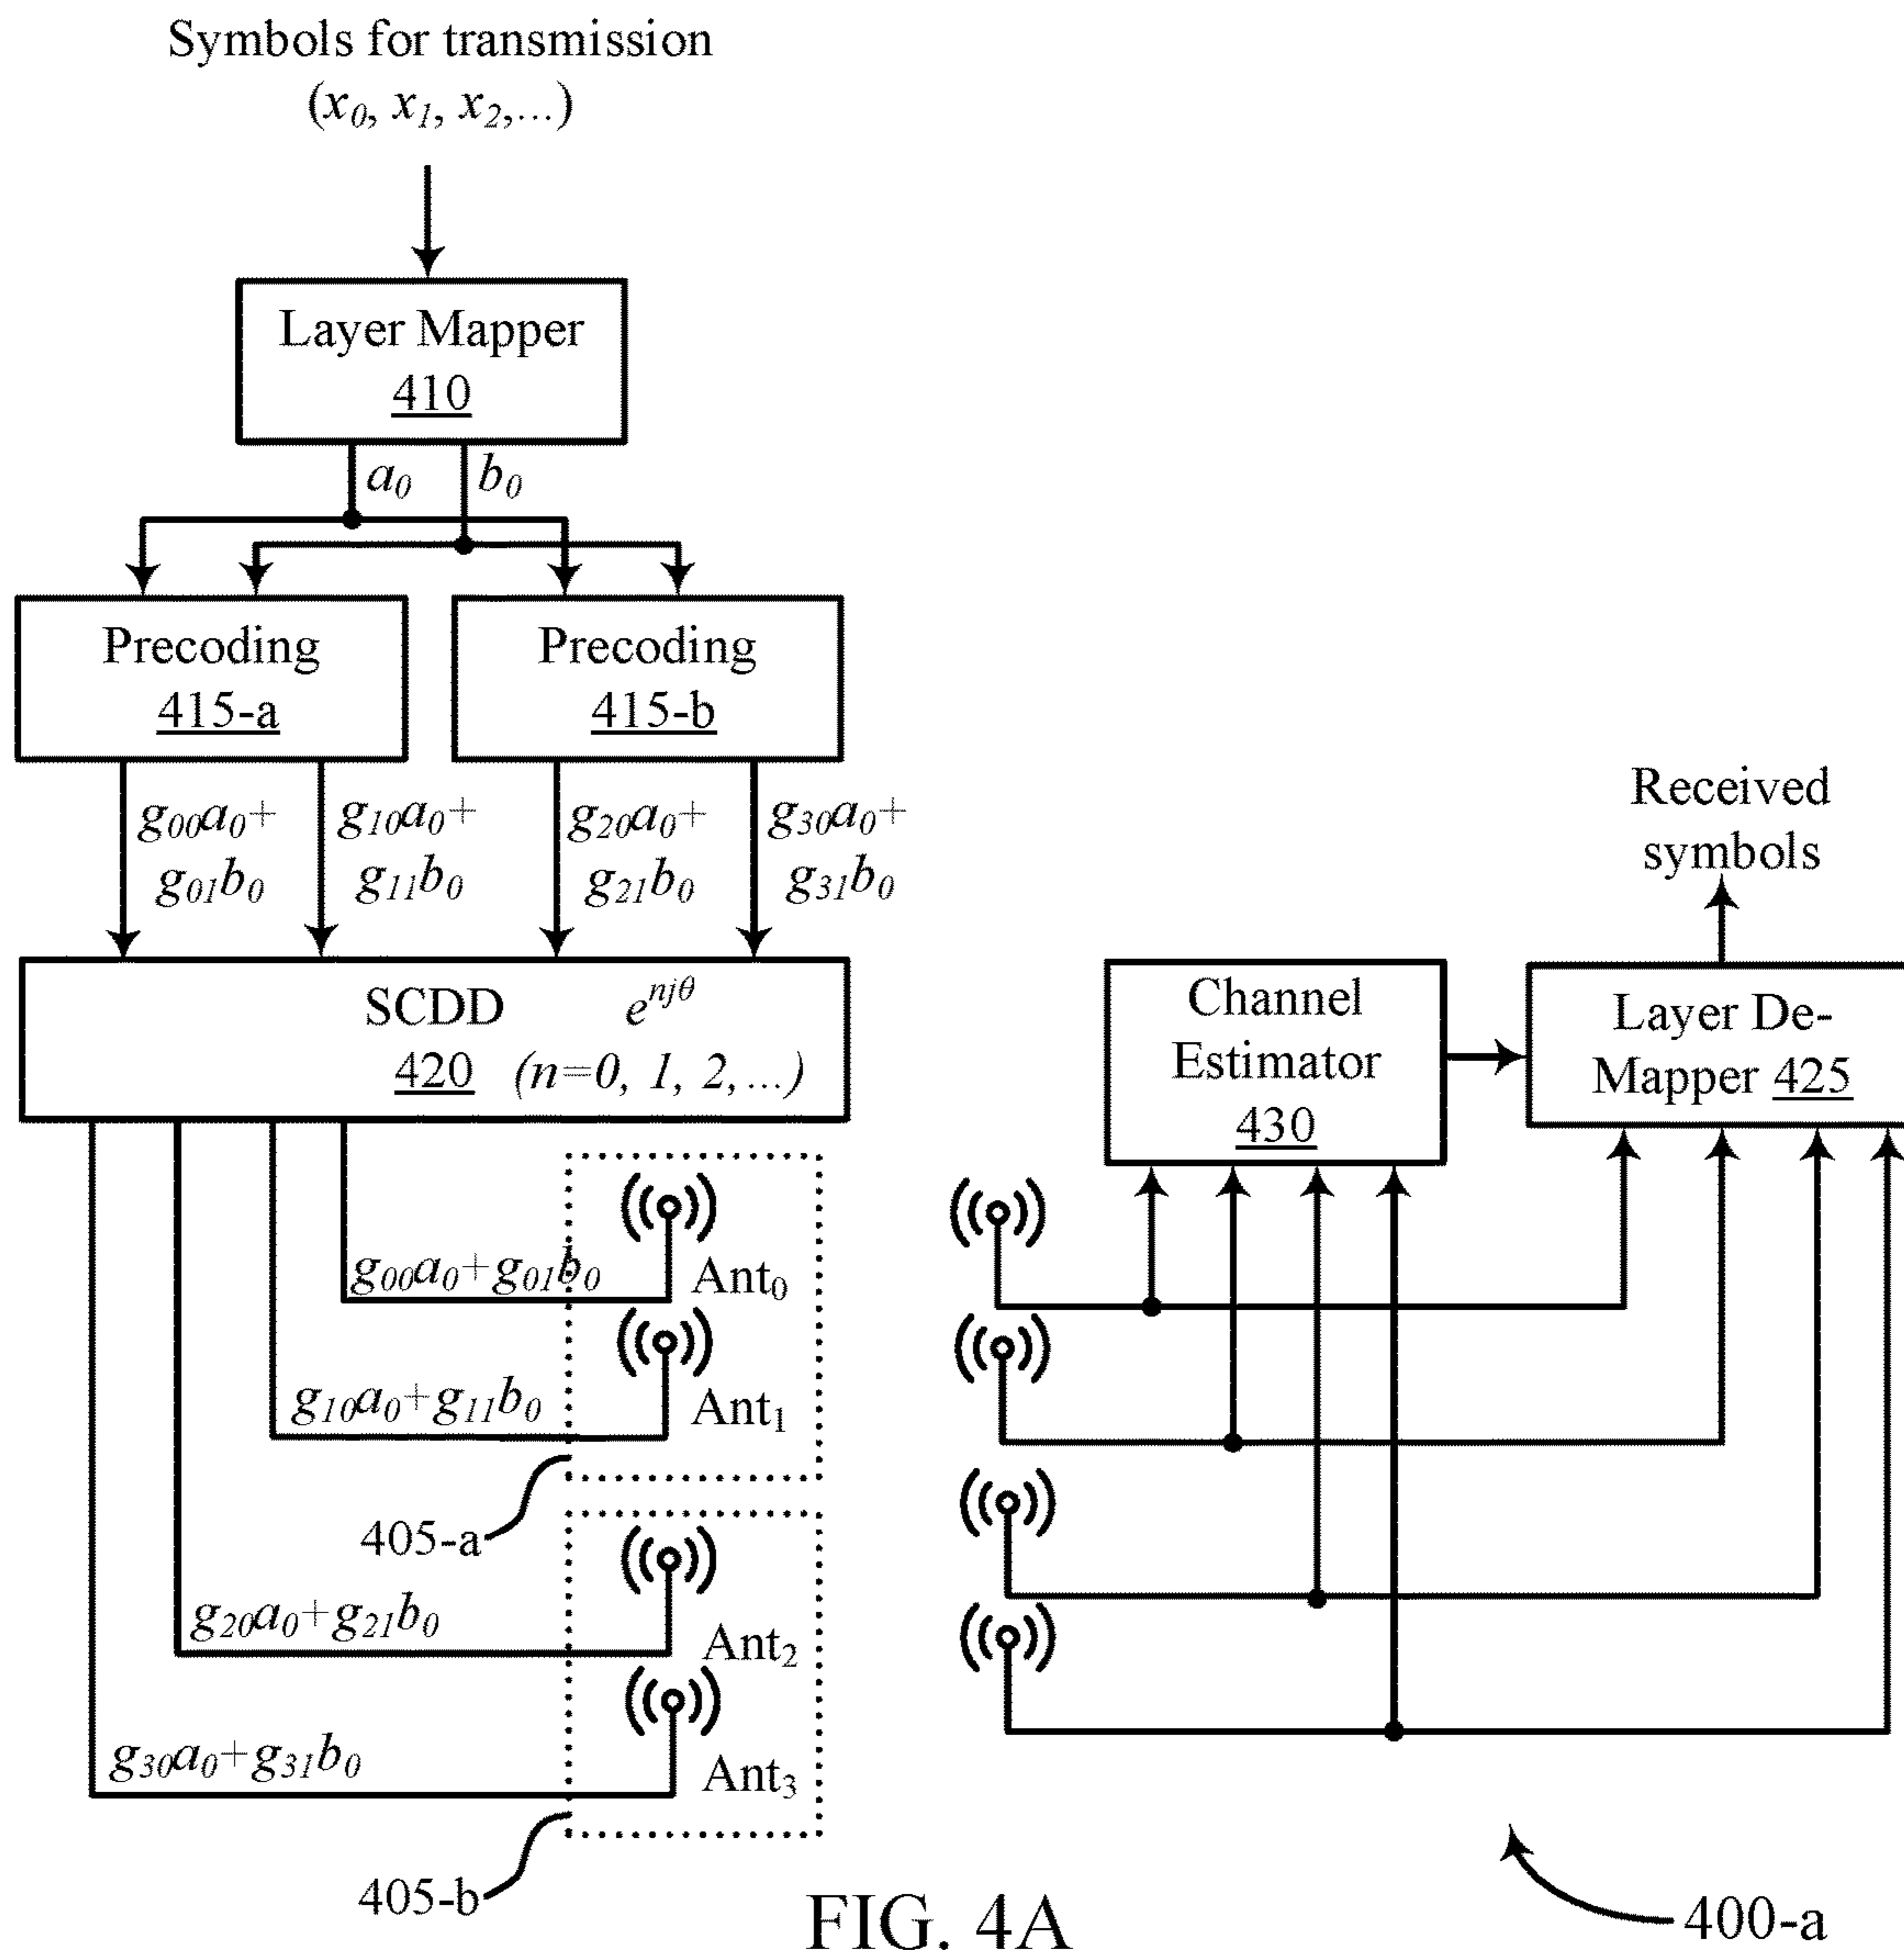 Symbols for transmission
(x₀, x₁, x₂,...)
Layer Mapper
410
a₀
b₀
Precoding
415-a
Precoding
415-b
g₀₀a₀+
g₀₁b₀
g₁₀a₀+
g₁₁b₀
g₂₀a₀+
g₂₁b₀
g₃₀a₀+
g₃₁b₀
SCDD e^{njθ}
420 (n=0, 1, 2,...)
Received
symbols
Channel
Estimator
430
Layer De-
Mapper 425
g₀₀a₀+g₀₁b₀
Ant₀
g₁₀a₀+g₁₁b₀
Ant₁
405-a
g₂₀a₀+g₂₁b₀
Ant₂
g₃₀a₀+g₃₁b₀
Ant₃
405-b
FIG. 4A
400-a